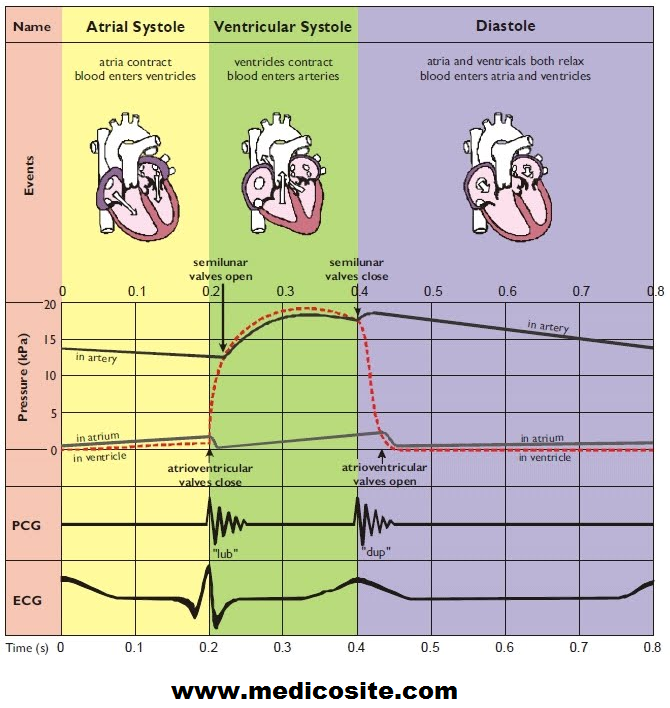 Name
Atrial Systole
Ventricular Systole
Diastole
Events
atria contract
blood enters ventricles
ventricles contract
blood enters arteries
atria and ventricals both relax
blood enters atria and ventricles
semilunar
valves open
semilunar
valves close
0 0.1 0.2 0.3 0.4 0.5 0.6 0.7 0.8
Pressure (kPa)
20
15
10
5
0
in artery
in artery
in atrium
in ventricle
in atrium
in ventricle
atrioventricular
valves close
atrioventricular
valves open
PCG
"lub"
"dup"
ECG
Time (s) 0 0.1 0.2 0.3 0.4 0.5 0.6 0.7 0.8
www.medicosite.com